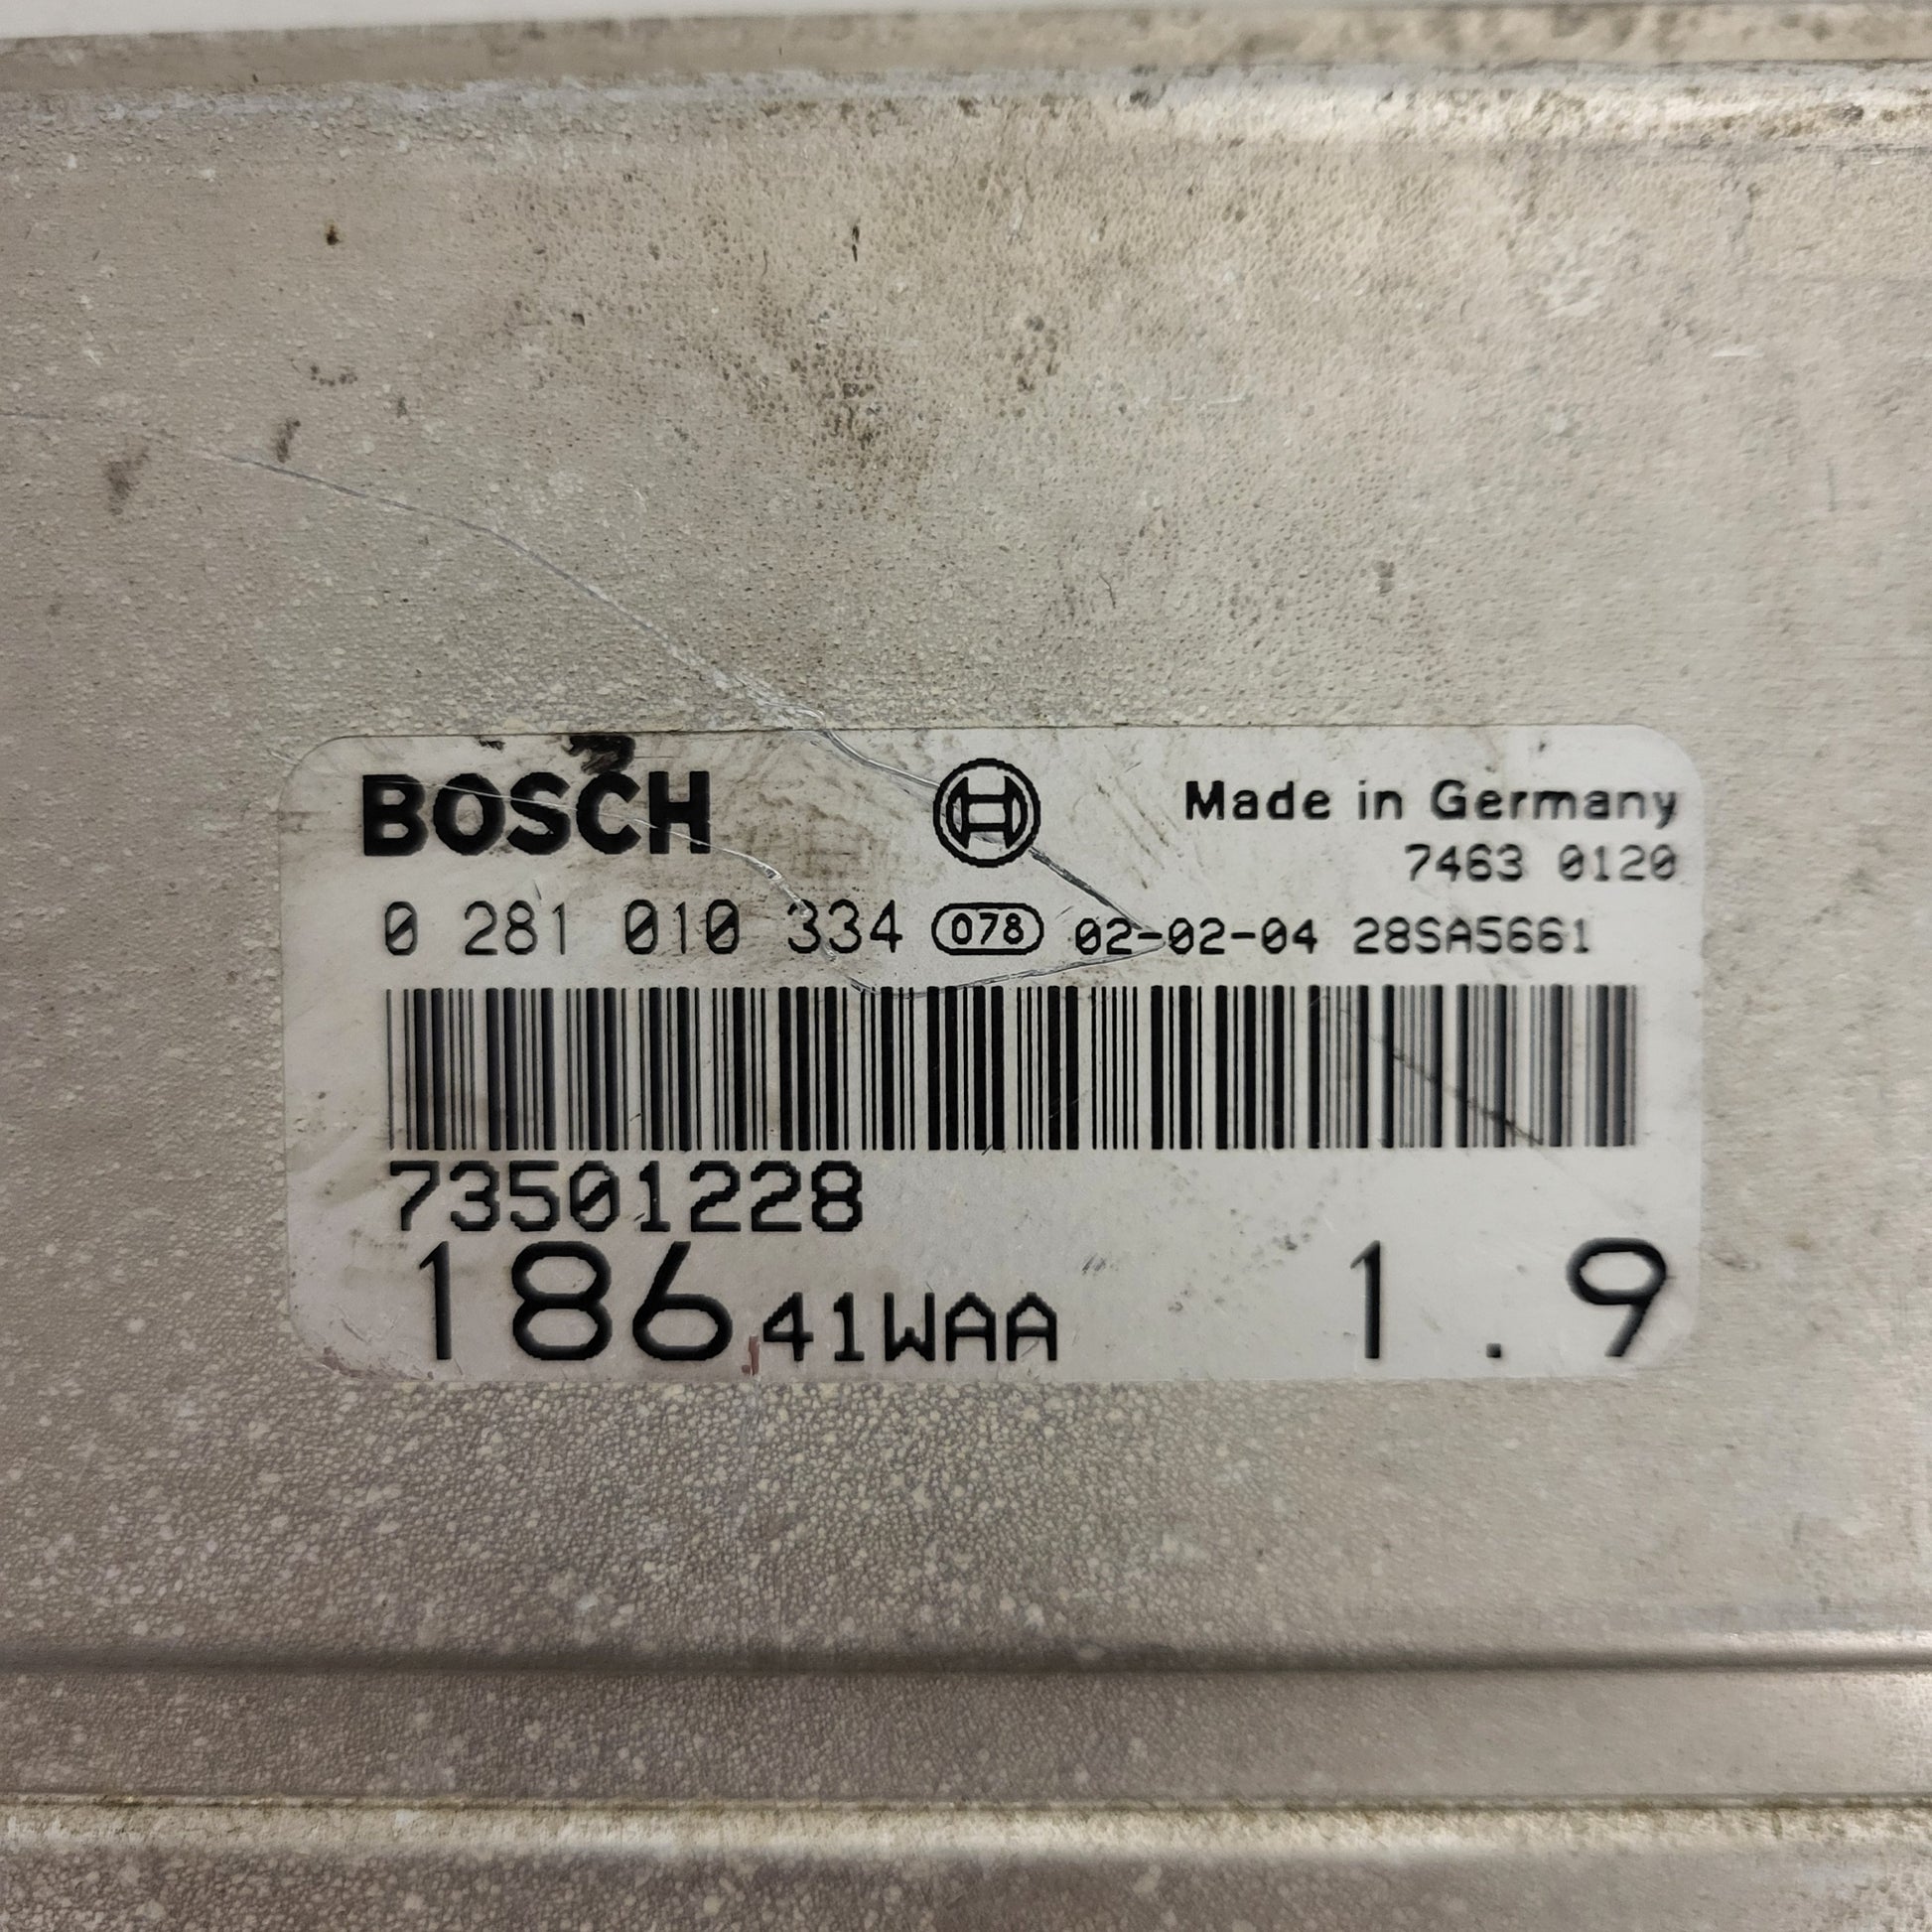 BOSCH Made in Germany
7463 0120
0 281 010 334 078 02-02-04 28SA5661
73501228
186.41WAA 1.9